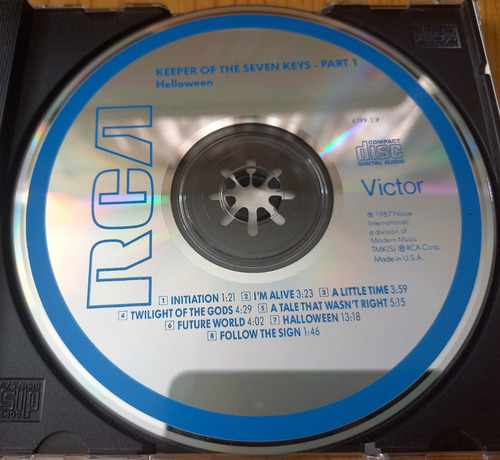 KEEPER OF THE SEVEN KEYS - PART 1
Helloween
6399 2 R
COMPACT
disc
DIGITAL AUDIO
RCA
Victor
℗ 1987 Noise
International,
a division of
Modern Music
TMK(S) ® RCA Corp.
Made in U.S.A.
1 INITIATION 1:21 2 I'M ALIVE 3:23 3 A LITTLE TIME 3:59
4 TWILIGHT OF THE GODS 4:29 5 A TALE THAT WASN'T RIGHT 5:15
6 FUTURE WORLD 4:02 7 HALLOWEEN 13:18
8 FOLLOW THE SIGN 1:46